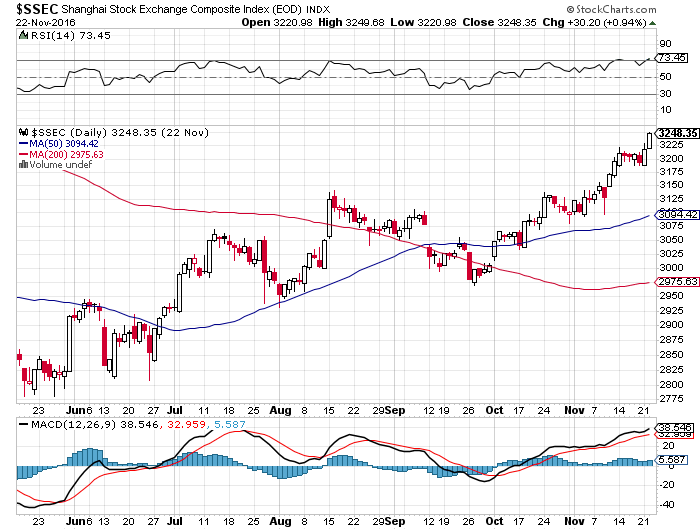 $SSEC Shanghai Stock Exchange Composite Index (EOD) INDX
© StockCharts.com
22-Nov-2016
Open 3220.98 High 3249.68 Low 3220.98 Close 3248.35 Chg +30.20 (+0.94%)
RSI(14) 73.45
90
73.45
70
50
30
10
$SSEC (Daily) 3248.35 (22 Nov)
MA(50) 3094.42
MA(200) 2975.63
Volume undef
3248.35
3225
3200
3175
3150
3125
3094.42
3075
3050
3025
3000
2975.63
2950
2925
2900
2875
2850
2825
2800
2775
23 Jun 6 13 20 27 Jul 11 18 25 Aug 8 15 22 29 Sep 12 19 26 Oct 17 24 Nov 7 14 21
MACD(12,26,9) 38.546, 32.959, 5.587
38.546
32.959
20
5.587
0
-20
-40
23 Jun 6 13 20 27 Jul 11 18 25 Aug 8 15 22 29 Sep 12 19 26 Oct 17 24 Nov 7 14 21